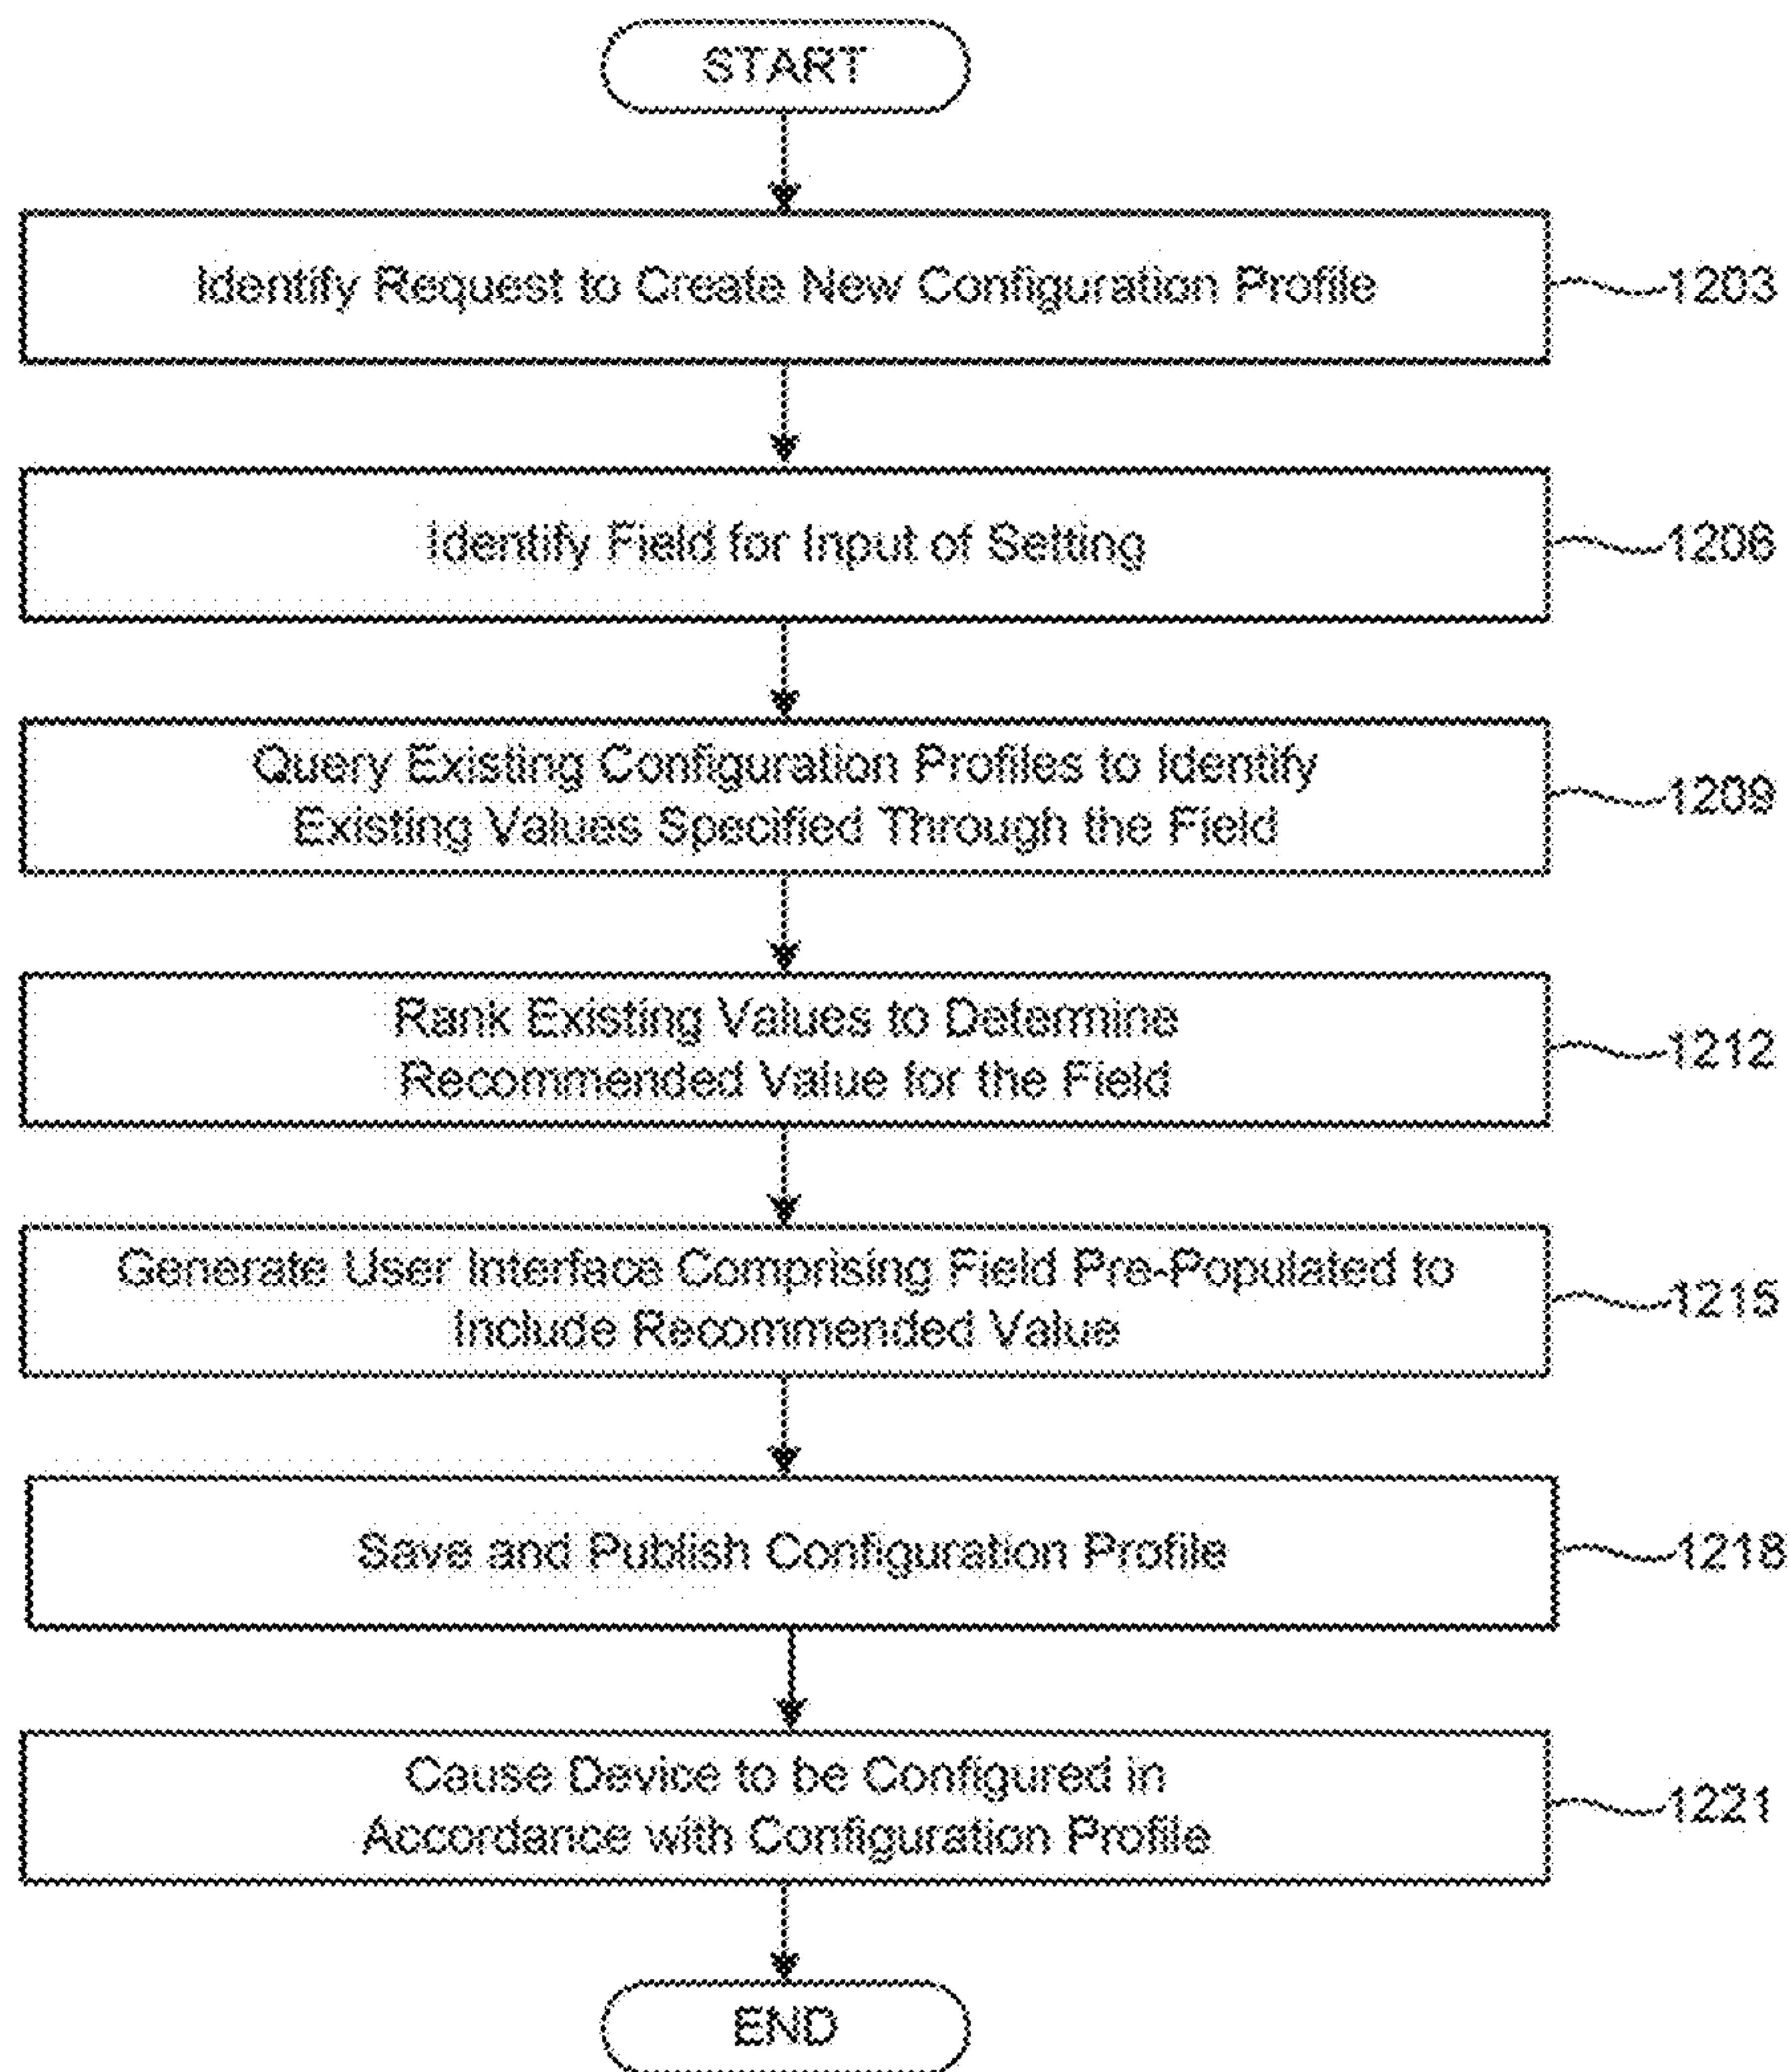 START
Identify Request to Create New Configuration Profile
1203
Identify Field for Input of Setting
1206
Query Existing Configuration Profiles to Identify
Existing Values Specified Through the Field
1209
Rank Existing Values to Determine
Recommended Value for the Field
1212
Generate User Interface Comprising Field Pre-Populated to
Include Recommended Value
1215
Save and Publish Configuration Profile
1218
Cause Device to be Configured in
Accordance with Configuration Profile
1221
END